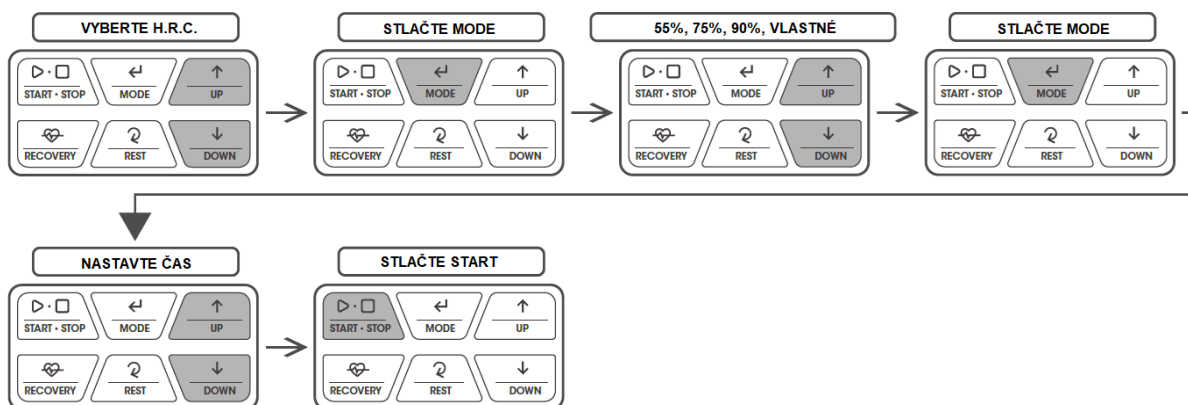 VYBERTE H.R.C.
STLAČTE MODE
55%, 75%, 90%, VLASTNÉ
STLAČTE MODE
START • STOP MODE UP
RECOVERY REST DOWN
START • STOP MODE UP
RECOVERY REST DOWN
START • STOP MODE UP
RECOVERY REST DOWN
START • STOP MODE UP
RECOVERY REST DOWN
NASTAVTE ČAS
STLAČTE START
START • STOP MODE UP
RECOVERY REST DOWN
START • STOP MODE UP
RECOVERY REST DOWN